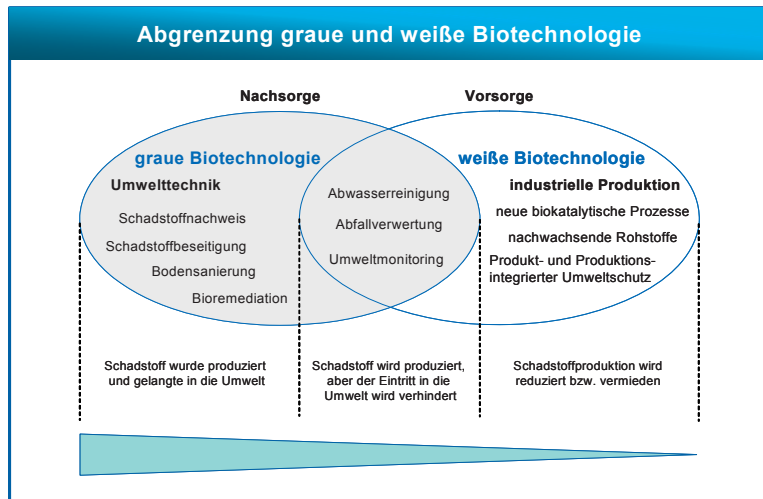 Abgrenzung graue und weiße Biotechnologie
Nachsorge
Vorsorge
graue Biotechnologie
weiße Biotechnologie
Umwelttechnik
Schadstoffnachweis
Schadstoffbeseitigung
Bodensanierung
Bioremediation
Abwasserreinigung
Abfallverwertung
Umweltmonitoring
industrielle Produktion
neue biokatalytische Prozesse
nachwachsende Rohstoffe
Produkt- und Produktions-
integrierter Umweltschutz
Schadstoff wurde produziert
und gelangte in die Umwelt
Schadstoff wird produziert,
aber der Eintritt in die
Umwelt wird verhindert
Schadstoffproduktion wird
reduziert bzw. vermieden